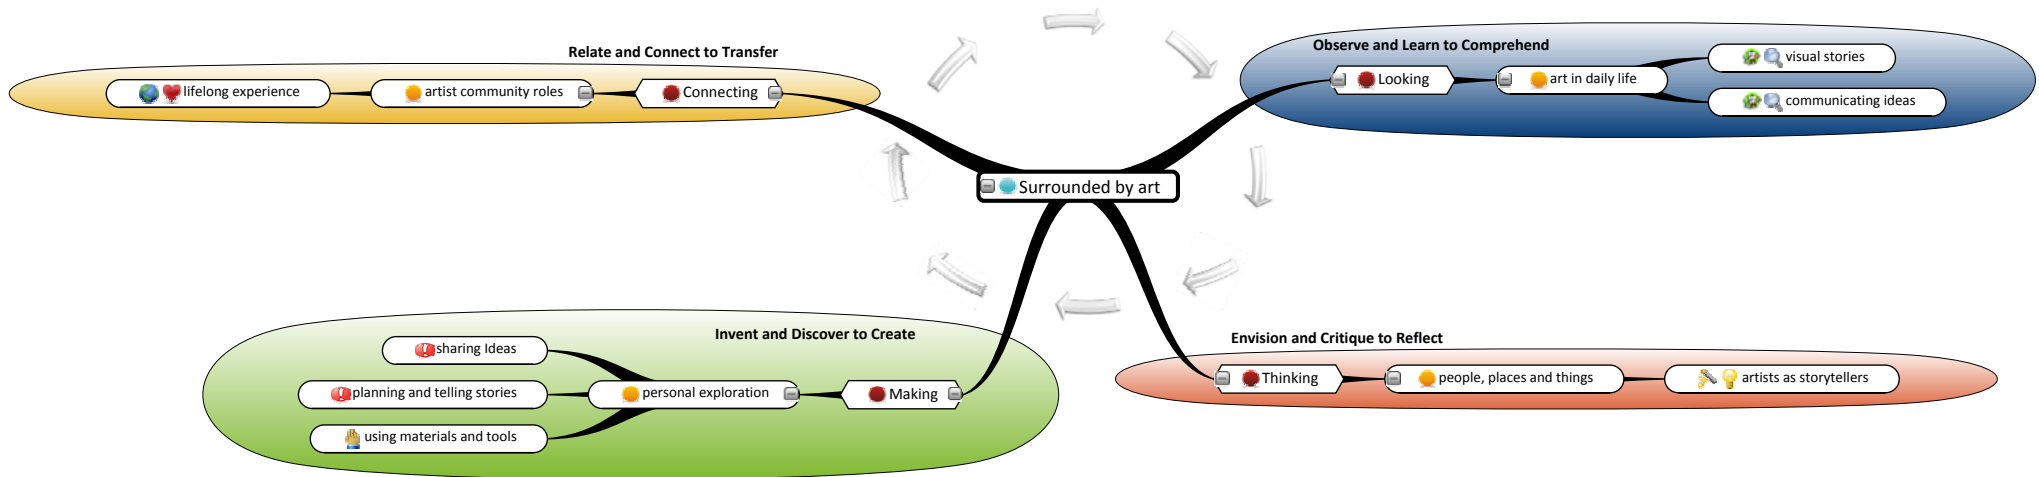 Relate and Connect to Transfer
lifelong experience
artist community roles
Connecting
Observe and Learn to Comprehend
Looking
art in daily life
visual stories
communicating ideas
Surrounded by art
Invent and Discover to Create
sharing Ideas
planning and telling stories
using materials and tools
personal exploration
Making
Envision and Critique to Reflect
Thinking
people, places and things
artists as storytellers